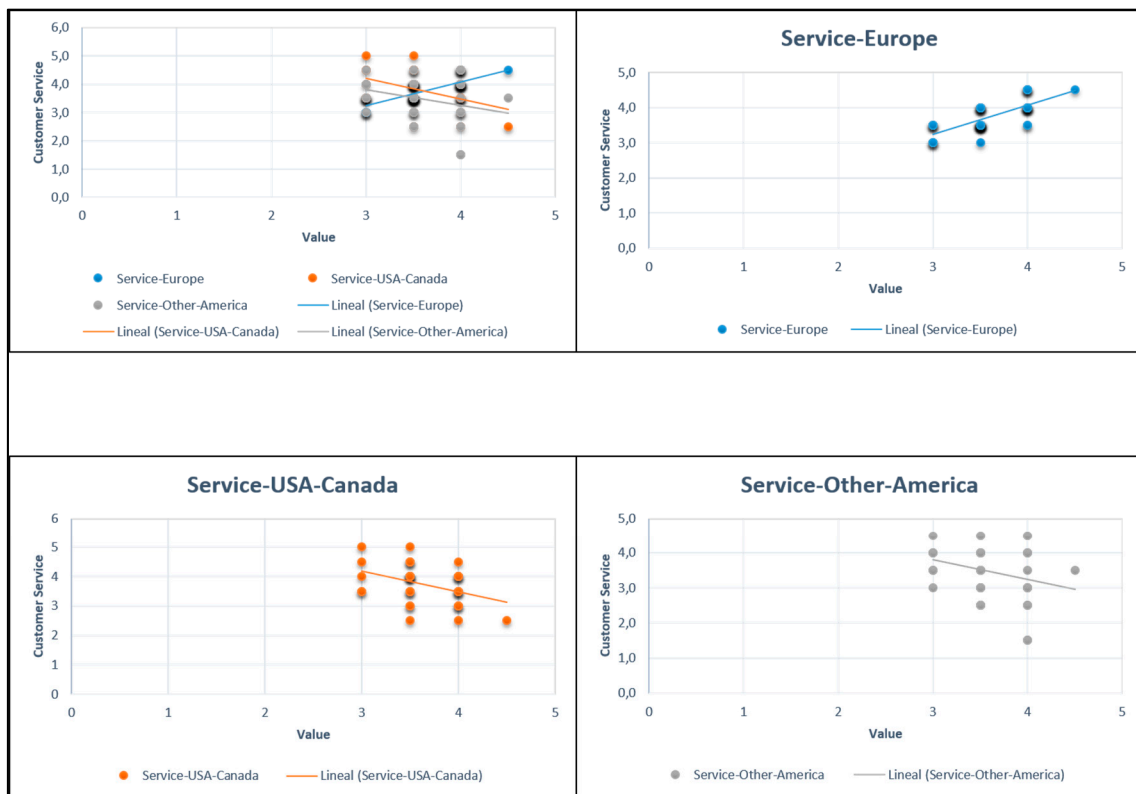 6,0
5,0
4,0
3,0
2,0
1,0
0,0
Customer Service
0 1 2 3 4 5
Value
Service-Europe Service-USA-Canada
Service-Other-America Lineal (Service-Europe)
Lineal (Service-USA-Canada) Lineal (Service-Other-America)
Service-Europe
5,0
4,0
3,0
2,0
1,0
0,0
Customer Service
0 1 2 3 4 5
Value
Service-Europe Lineal (Service-Europe)
Service-USA-Canada
6
5
4
3
2
1
0
Customer Service
0 1 2 3 4 5
Value
Service-USA-Canada Lineal (Service-USA-Canada)
Service-Other-America
5,0
4,0
3,0
2,0
1,0
0,0
Customer Service
0 1 2 3 4 5
Value
Service-Other-America Lineal (Service-Other-America)